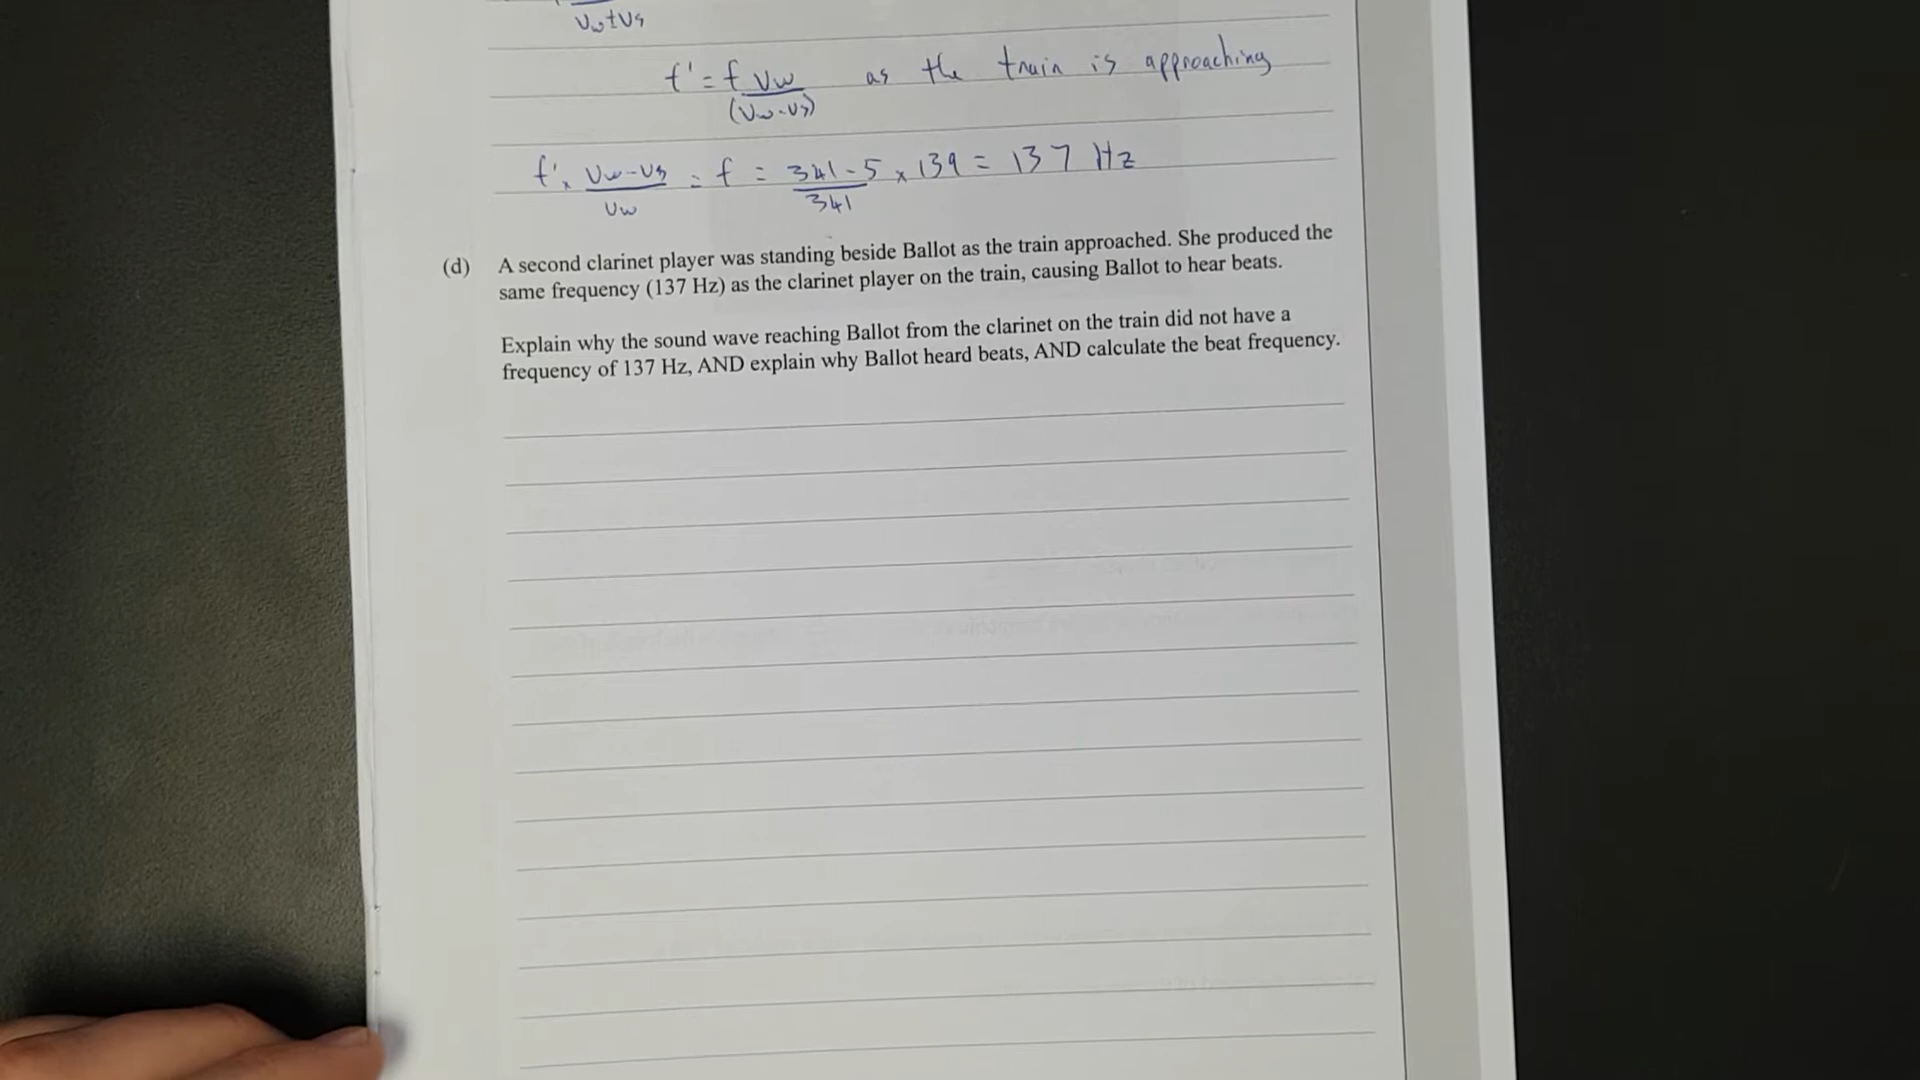 Vw±Vs
f' = f Vw as the train is approaching
(Vw-Vs)
f' x Vw-Vs = f = 341-5 x 139 = 137 Hz
Vw 341
(d) A second clarinet player was standing beside Ballot as the train approached. She produced the
same frequency (137 Hz) as the clarinet player on the train, causing Ballot to hear beats.
Explain why the sound wave reaching Ballot from the clarinet on the train did not have a
frequency of 137 Hz, AND explain why Ballot heard beats, AND calculate the beat frequency.